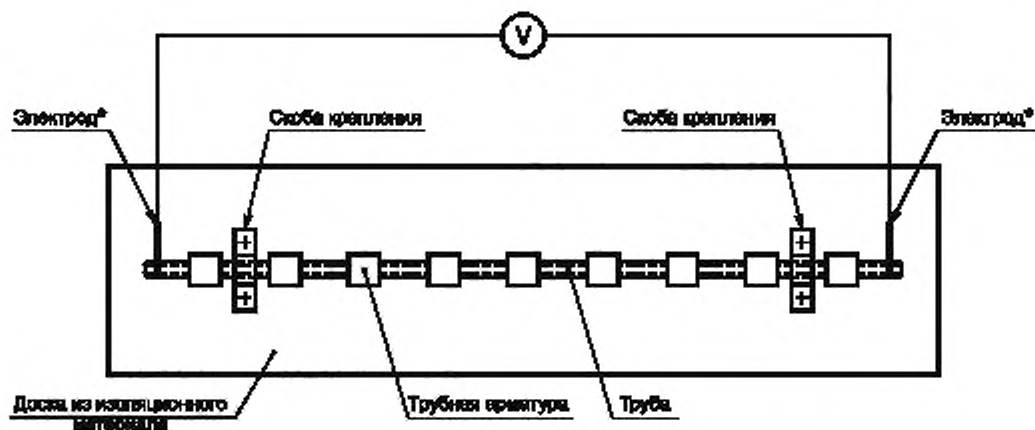 V
Электрод*
Скоба крепления
Скоба крепления
Электрод*
Доска из изоляционного
материала
Трубная арматура
Труба